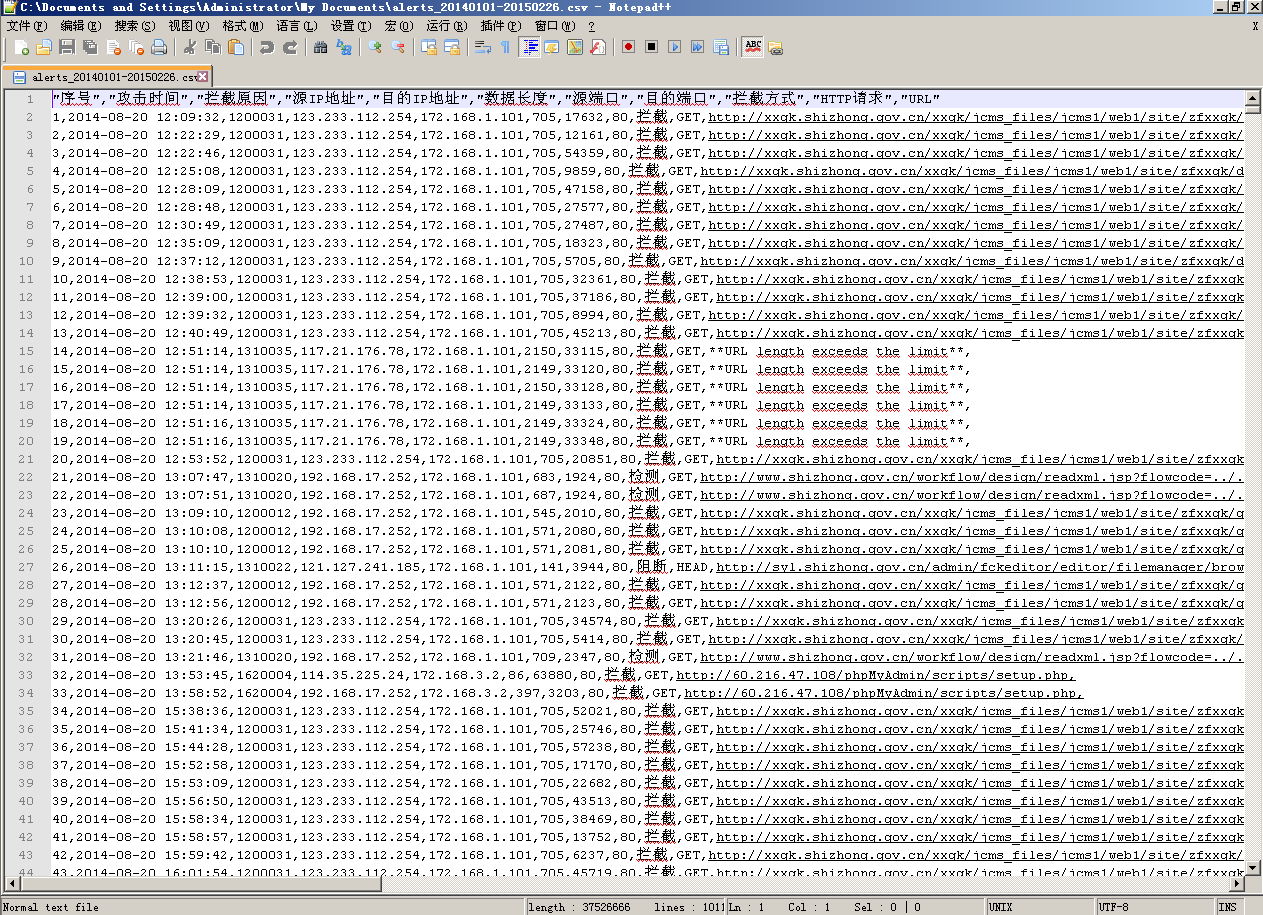 C:\Documents and Settings\Administrator\My Documents\alerts_20140101-20150226.csv - Notepad++
文件(F) 编辑(E) 搜索(S) 视图(V) 格式(M) 语言(L) 设置(T) 宏(O) 运行(R) 插件(P) 窗口(W) ? X
ABC
alerts_20140101-20150226.csv
1 "序号","攻击时间","拦截原因","源IP地址","目的IP地址","数据长度","源端口","目的端口","拦截方式","HTTP请求","URL"
2 1,2014-08-20 12:09:32,1200031,123.233.112.254,172.168.1.101,705,17632,80,拦截,GET,http://xxgk.shizhong.gov.cn/xxgk/jcms_files/jcms1/web1/site/zfxxgk/
3 2,2014-08-20 12:22:29,1200031,123.233.112.254,172.168.1.101,705,12161,80,拦截,GET,http://xxgk.shizhong.gov.cn/xxgk/jcms_files/jcms1/web1/site/zfxxgk/
4 3,2014-08-20 12:22:46,1200031,123.233.112.254,172.168.1.101,705,54359,80,拦截,GET,http://xxgk.shizhong.gov.cn/xxgk/jcms_files/jcms1/web1/site/zfxxgk/
5 4,2014-08-20 12:25:08,1200031,123.233.112.254,172.168.1.101,705,9859,80,拦截,GET,http://xxgk.shizhong.gov.cn/xxgk/jcms_files/jcms1/web1/site/zfxxgk/d
6 5,2014-08-20 12:28:09,1200031,123.233.112.254,172.168.1.101,705,47158,80,拦截,GET,http://xxgk.shizhong.gov.cn/xxgk/jcms_files/jcms1/web1/site/zfxxgk/
7 6,2014-08-20 12:28:48,1200031,123.233.112.254,172.168.1.101,705,27577,80,拦截,GET,http://xxgk.shizhong.gov.cn/xxgk/jcms_files/jcms1/web1/site/zfxxgk/
8 7,2014-08-20 12:30:49,1200031,123.233.112.254,172.168.1.101,705,27487,80,拦截,GET,http://xxgk.shizhong.gov.cn/xxgk/jcms_files/jcms1/web1/site/zfxxgk/
9 8,2014-08-20 12:35:09,1200031,123.233.112.254,172.168.1.101,705,18323,80,拦截,GET,http://xxgk.shizhong.gov.cn/xxgk/jcms_files/jcms1/web1/site/zfxxgk/
10 9,2014-08-20 12:37:12,1200031,123.233.112.254,172.168.1.101,705,5705,80,拦截,GET,http://xxgk.shizhong.gov.cn/xxgk/jcms_files/jcms1/web1/site/zfxxgk/d
11 10,2014-08-20 12:38:53,1200031,123.233.112.254,172.168.1.101,705,32361,80,拦截,GET,http://xxgk.shizhong.gov.cn/xxgk/jcms_files/jcms1/web1/site/zfxxgk
12 11,2014-08-20 12:39:00,1200031,123.233.112.254,172.168.1.101,705,37186,80,拦截,GET,http://xxgk.shizhong.gov.cn/xxgk/jcms_files/jcms1/web1/site/zfxxgk
13 12,2014-08-20 12:39:32,1200031,123.233.112.254,172.168.1.101,705,8994,80,拦截,GET,http://xxgk.shizhong.gov.cn/xxgk/jcms_files/jcms1/web1/site/zfxxgk/
14 13,2014-08-20 12:40:49,1200031,123.233.112.254,172.168.1.101,705,45213,80,拦截,GET,http://xxgk.shizhong.gov.cn/xxgk/jcms_files/jcms1/web1/site/zfxxgk
15 14,2014-08-20 12:51:14,1310035,117.21.176.78,172.168.1.101,2150,33115,80,拦截,GET,**URL length exceeds the limit**,
16 15,2014-08-20 12:51:14,1310035,117.21.176.78,172.168.1.101,2149,33120,80,拦截,GET,**URL length exceeds the limit**,
17 16,2014-08-20 12:51:14,1310035,117.21.176.78,172.168.1.101,2150,33128,80,拦截,GET,**URL length exceeds the limit**,
18 17,2014-08-20 12:51:14,1310035,117.21.176.78,172.168.1.101,2149,33133,80,拦截,GET,**URL length exceeds the limit**,
19 18,2014-08-20 12:51:16,1310035,117.21.176.78,172.168.1.101,2149,33324,80,拦截,GET,**URL length exceeds the limit**,
20 19,2014-08-20 12:51:16,1310035,117.21.176.78,172.168.1.101,2149,33348,80,拦截,GET,**URL length exceeds the limit**,
21 20,2014-08-20 12:53:52,1200031,123.233.112.254,172.168.1.101,705,20851,80,拦截,GET,http://xxgk.shizhong.gov.cn/xxgk/jcms_files/jcms1/web1/site/zfxxgk
22 21,2014-08-20 13:07:47,1310020,192.168.17.252,172.168.1.101,683,1924,80,检测,GET,http://www.shizhong.gov.cn/workflow/design/readxml.jsp?flowcode=../.
23 22,2014-08-20 13:07:51,1310020,192.168.17.252,172.168.1.101,687,1924,80,检测,GET,http://www.shizhong.gov.cn/workflow/design/readxml.jsp?flowcode=../.
24 23,2014-08-20 13:09:10,1200012,192.168.17.252,172.168.1.101,545,2010,80,拦截,GET,http://xxgk.shizhong.gov.cn/xxgk/jcms_files/jcms1/web1/site/zfxxgk/q
25 24,2014-08-20 13:10:08,1200012,192.168.17.252,172.168.1.101,571,2080,80,拦截,GET,http://xxgk.shizhong.gov.cn/xxgk/jcms_files/jcms1/web1/site/zfxxgk/q
26 25,2014-08-20 13:10:10,1200012,192.168.17.252,172.168.1.101,571,2081,80,拦截,GET,http://xxgk.shizhong.gov.cn/xxgk/jcms_files/jcms1/web1/site/zfxxgk/q
27 26,2014-08-20 13:11:15,1310022,121.127.241.185,172.168.1.101,141,3944,80,阻断,HEAD,http://syl.shizhong.gov.cn/admin/fckeditor/editor/filemanager/brow
28 27,2014-08-20 13:12:37,1200012,192.168.17.252,172.168.1.101,571,2122,80,拦截,GET,http://xxgk.shizhong.gov.cn/xxgk/jcms_files/jcms1/web1/site/zfxxgk/q
29 28,2014-08-20 13:12:56,1200012,192.168.17.252,172.168.1.101,571,2123,80,拦截,GET,http://xxgk.shizhong.gov.cn/xxgk/jcms_files/jcms1/web1/site/zfxxgk/q
30 29,2014-08-20 13:20:26,1200031,123.233.112.254,172.168.1.101,705,34574,80,拦截,GET,http://xxgk.shizhong.gov.cn/xxgk/jcms_files/jcms1/web1/site/zfxxgk
31 30,2014-08-20 13:20:45,1200031,123.233.112.254,172.168.1.101,705,5414,80,拦截,GET,http://xxgk.shizhong.gov.cn/xxgk/jcms_files/jcms1/web1/site/zfxxgk/
32 31,2014-08-20 13:21:46,1310020,192.168.17.252,172.168.1.101,709,2347,80,检测,GET,http://www.shizhong.gov.cn/workflow/design/readxml.jsp?flowcode=../.
33 32,2014-08-20 13:53:45,1620004,114.35.225.24,172.168.3.2,86,63880,80,拦截,GET,http://60.216.47.108/phpMyAdmin/scripts/setup.php,
34 33,2014-08-20 13:58:52,1620004,192.168.17.252,172.168.3.2,397,3203,80,拦截,GET,http://60.216.47.108/phpMyAdmin/scripts/setup.php,
35 34,2014-08-20 15:38:36,1200031,123.233.112.254,172.168.1.101,705,52021,80,拦截,GET,http://xxgk.shizhong.gov.cn/xxgk/jcms_files/jcms1/web1/site/zfxxgk
36 35,2014-08-20 15:41:34,1200031,123.233.112.254,172.168.1.101,705,25746,80,拦截,GET,http://xxgk.shizhong.gov.cn/xxgk/jcms_files/jcms1/web1/site/zfxxgk
37 36,2014-08-20 15:44:28,1200031,123.233.112.254,172.168.1.101,705,57238,80,拦截,GET,http://xxgk.shizhong.gov.cn/xxgk/jcms_files/jcms1/web1/site/zfxxgk
38 37,2014-08-20 15:52:58,1200031,123.233.112.254,172.168.1.101,705,17170,80,拦截,GET,http://xxgk.shizhong.gov.cn/xxgk/jcms_files/jcms1/web1/site/zfxxgk
39 38,2014-08-20 15:53:09,1200031,123.233.112.254,172.168.1.101,705,22682,80,拦截,GET,http://xxgk.shizhong.gov.cn/xxgk/jcms_files/jcms1/web1/site/zfxxgk
40 39,2014-08-20 15:56:50,1200031,123.233.112.254,172.168.1.101,705,43513,80,拦截,GET,http://xxgk.shizhong.gov.cn/xxgk/jcms_files/jcms1/web1/site/zfxxgk
41 40,2014-08-20 15:58:34,1200031,123.233.112.254,172.168.1.101,705,38469,80,拦截,GET,http://xxgk.shizhong.gov.cn/xxgk/jcms_files/jcms1/web1/site/zfxxgk
42 41,2014-08-20 15:58:57,1200031,123.233.112.254,172.168.1.101,705,13752,80,拦截,GET,http://xxgk.shizhong.gov.cn/xxgk/jcms_files/jcms1/web1/site/zfxxgk
43 42,2014-08-20 15:59:42,1200031,123.233.112.254,172.168.1.101,705,6237,80,拦截,GET,http://xxgk.shizhong.gov.cn/xxgk/jcms_files/jcms1/web1/site/zfxxgk/
44 43,2014-08-20 16:01:54,1200031,123.233.112.254,172.168.1.101,705,45719,80,拦截,GET,http://xxgk.shizhong.gov.cn/xxgk/jcms_files/jcms1/web1/site/zfxxgk
Normal text file length : 37526666 lines : 1011 Ln : 1 Col : 1 Sel : 0 | 0 UNIX UTF-8 INS